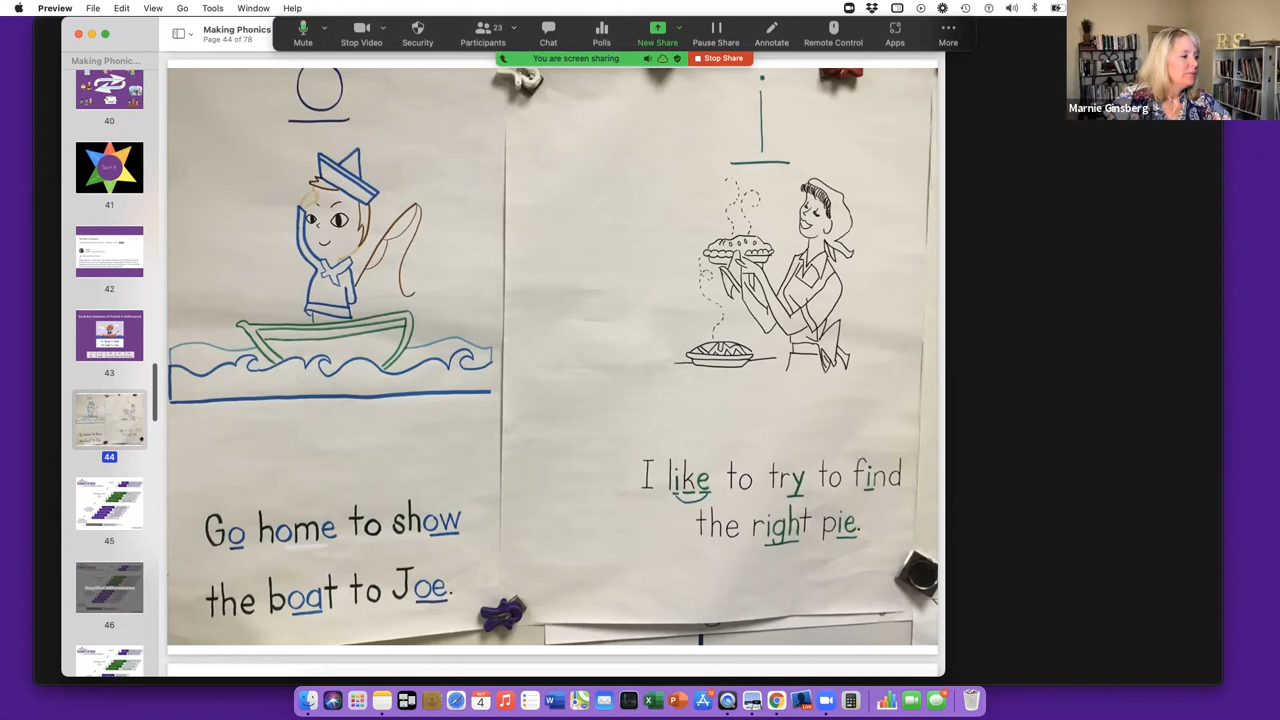 Preview File Edit View Go Tools Window Help
Making Phonics
Page 44 of 78
Mute Stop Video Security Participants 23 Chat Polls New Share Pause Share Annotate Remote Control Apps More
You are screen sharing Stop Share
Marnie Ginsberg
Making Phonic...
40
41
42
43
44
45
46
o
i
Go home to show
the boat to Joe.
I like to try to find
the right pie.
OCT
4